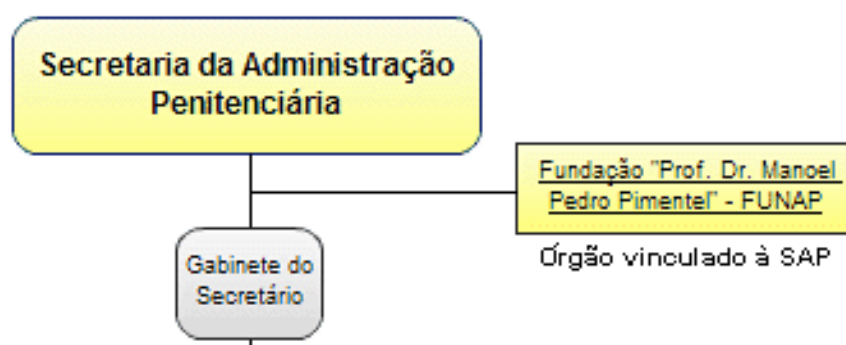 Secretaria da Administração
Penitenciária
Fundação "Prof. Dr. Manoel
Pedro Pimentel" - FUNAP
Órgão vinculado à SAP
Gabinete do
Secretário